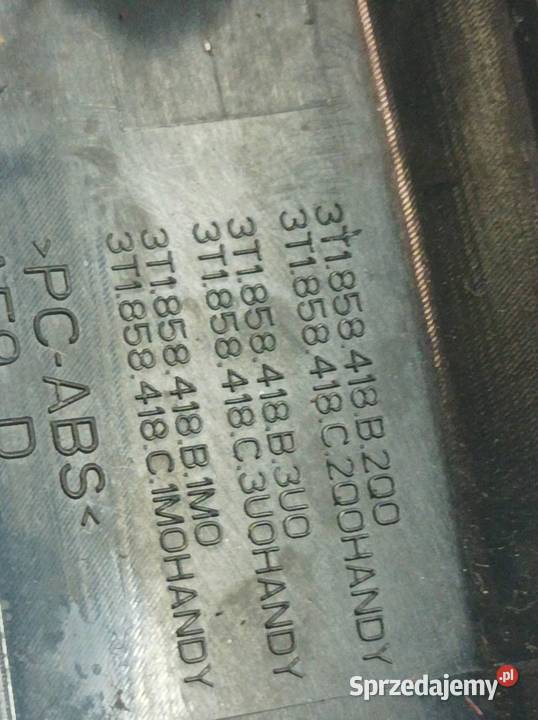 3T1.858.418.B.2Q0
3T1.858.418.C.2Q0HANDY
3T1.858.418.B.3U0
3T1.858.418.C.3U0HANDY
3T1.858.418.B.1M0
3T1.858.418.C.1M0HANDY
>PC-ABS<
D
Sprzedajemy.pl